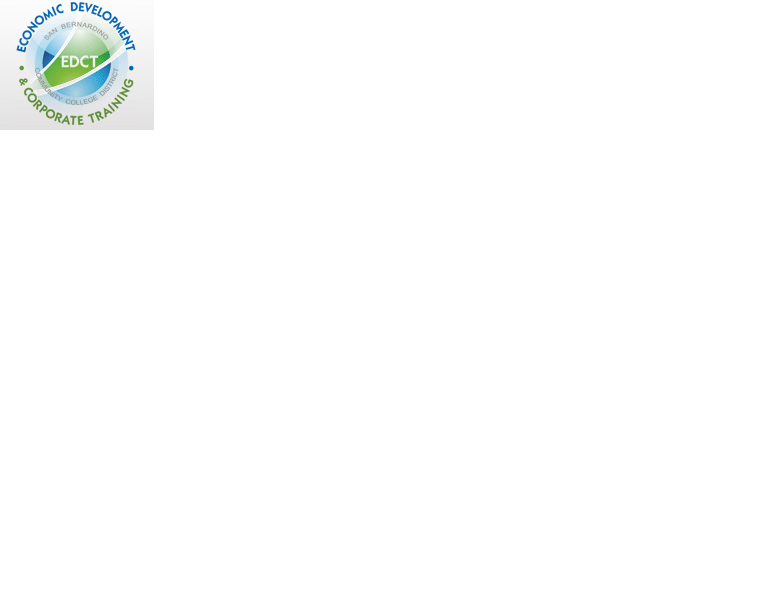 ECONOMIC DEVELOPMENT
SAN BERNARDINO
EDCT
COMMUNITY COLLEGE DISTRICT
& CORPORATE TRAINING